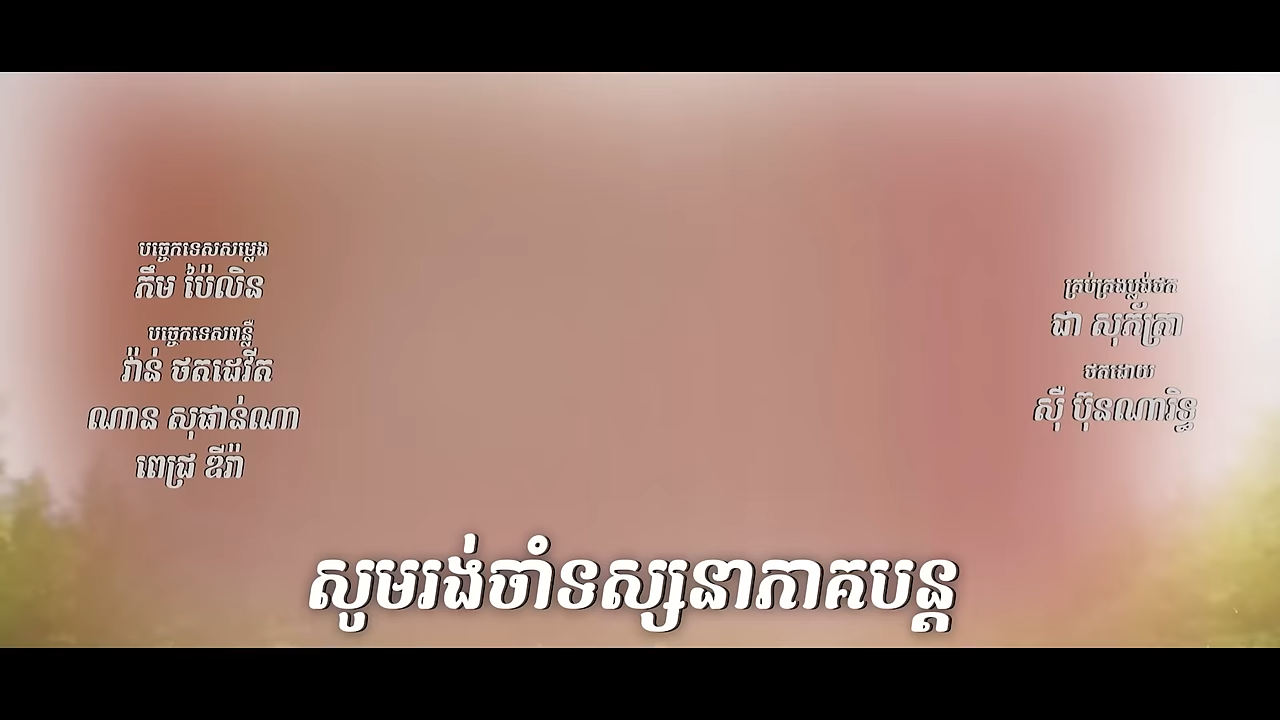 បច្ចេកទេសសម្លេង
ភឹម ប៉ៃលិន
បច្ចេកទេសពន្លឺ
វ៉ាន់ ថតដេវីត
ណាន សុផាន់ណា
ពេជ្រ ឌីរ៉ា
គ្រប់គ្រងប្លង់ថត
ជា សុភ័ត្រា
ថតដោយ
ស៊ឺ ប៊ុនណារិទ្ធ
សូមរង់ចាំទស្សនាភាគបន្ត